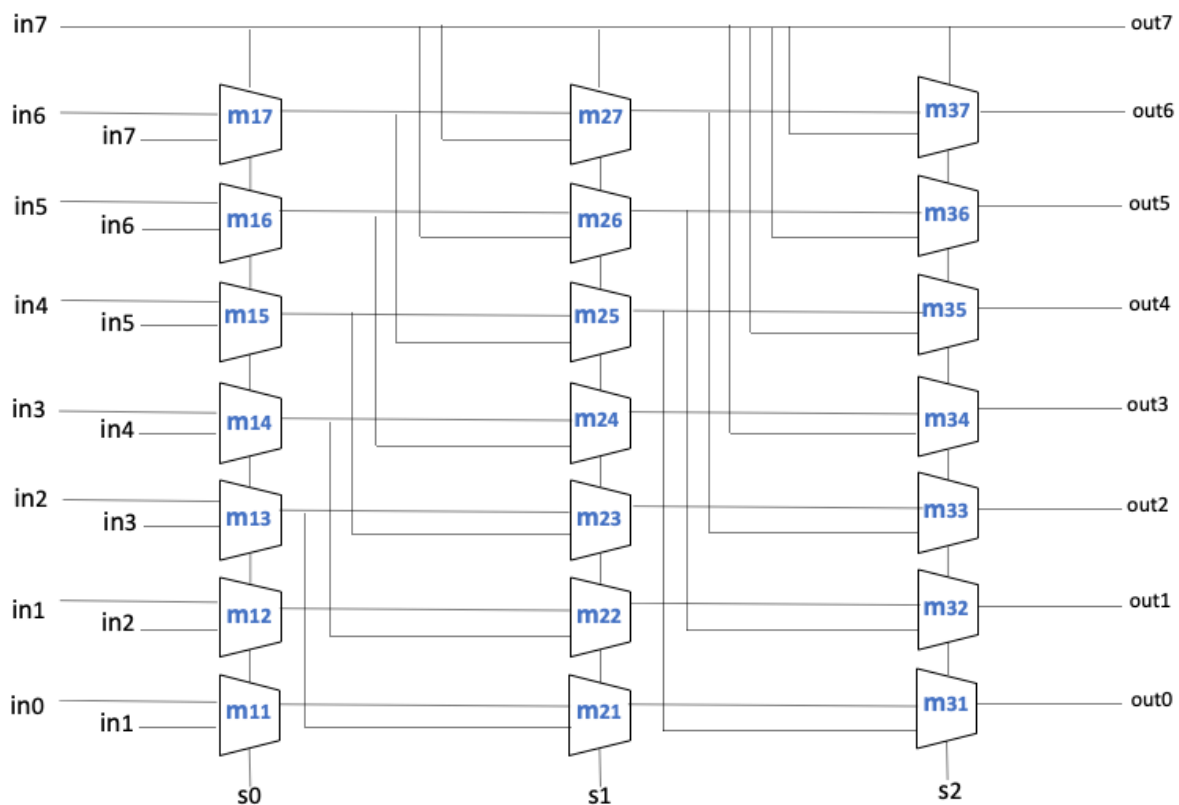 in7 out7
in6 m17 m27 m37 out6
in7
in5 m16 m26 m36 out5
in6
in4 m15 m25 m35 out4
in5
in3 m14 m24 m34 out3
in4
in2 m13 m23 m33 out2
in3
in1 m12 m22 m32 out1
in2
in0 m11 m21 m31 out0
in1
s0 s1 s2